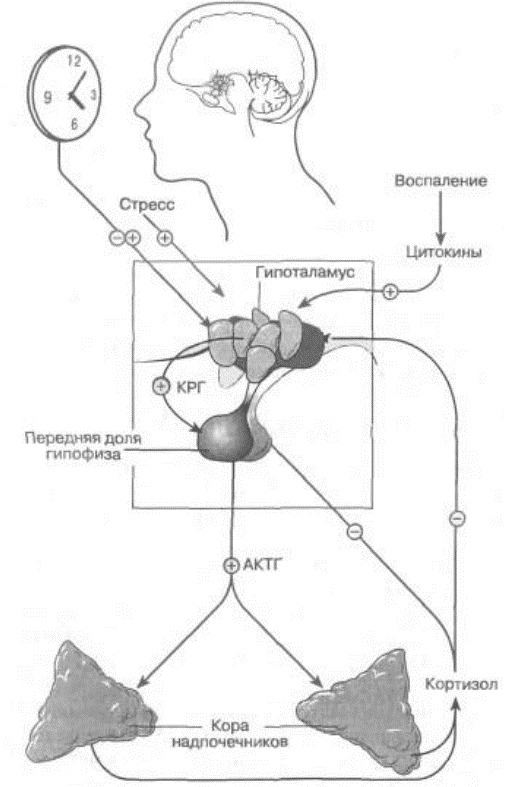 12
9
3
6
Воспаление
Стресс
Цитокины
Гипоталамус
КРГ
Передняя доля
гипофиза
АКТГ
Кортизол
Кора
надпочечников